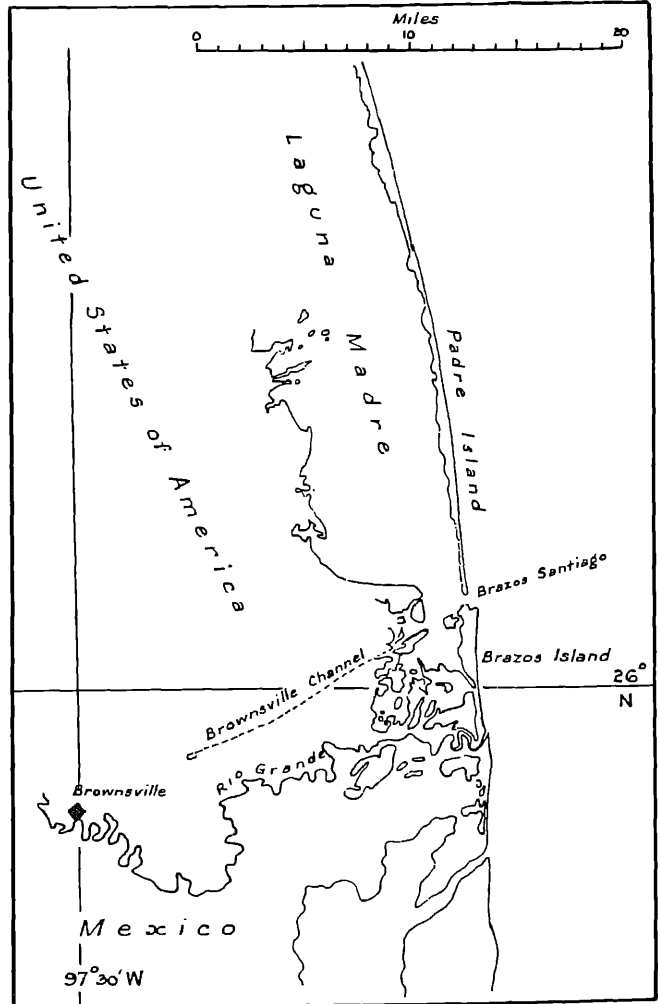 Miles
0 10 20
Laguna Madre
United States of America
Padre Island
Brazos Santiago
Brazos Island
26°
N
Brownsville Channel
Rio Grande
Brownsville
Mexico
97°30'W